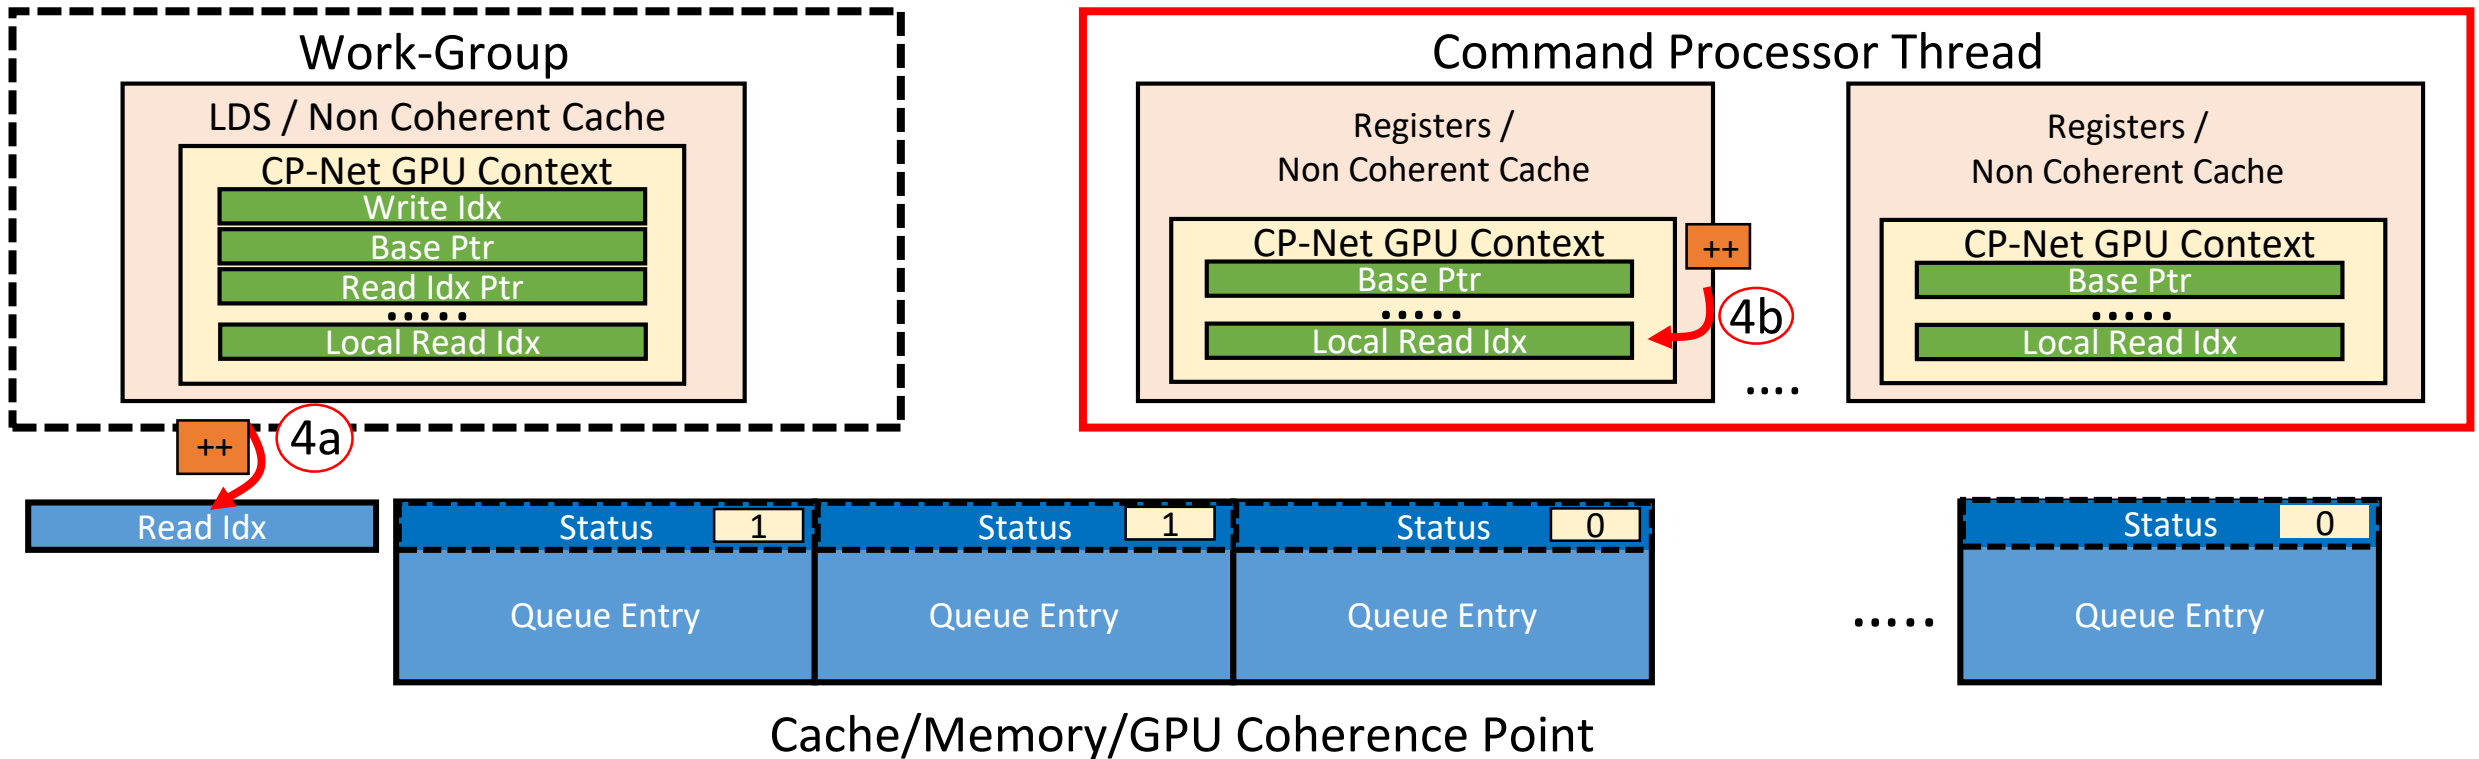 Work-Group
LDS / Non Coherent Cache
CP-Net GPU Context
Write Idx
Base Ptr
Read Idx Ptr
.....
Local Read Idx
++
4a
Command Processor Thread
Registers /
Non Coherent Cache
CP-Net GPU Context
Base Ptr
.....
Local Read Idx
++
4b
....
Registers /
Non Coherent Cache
CP-Net GPU Context
Base Ptr
.....
Local Read Idx
Read Idx
Status 1
Queue Entry
Status 1
Queue Entry
Status 0
Queue Entry
.....
Status 0
Queue Entry
Cache/Memory/GPU Coherence Point